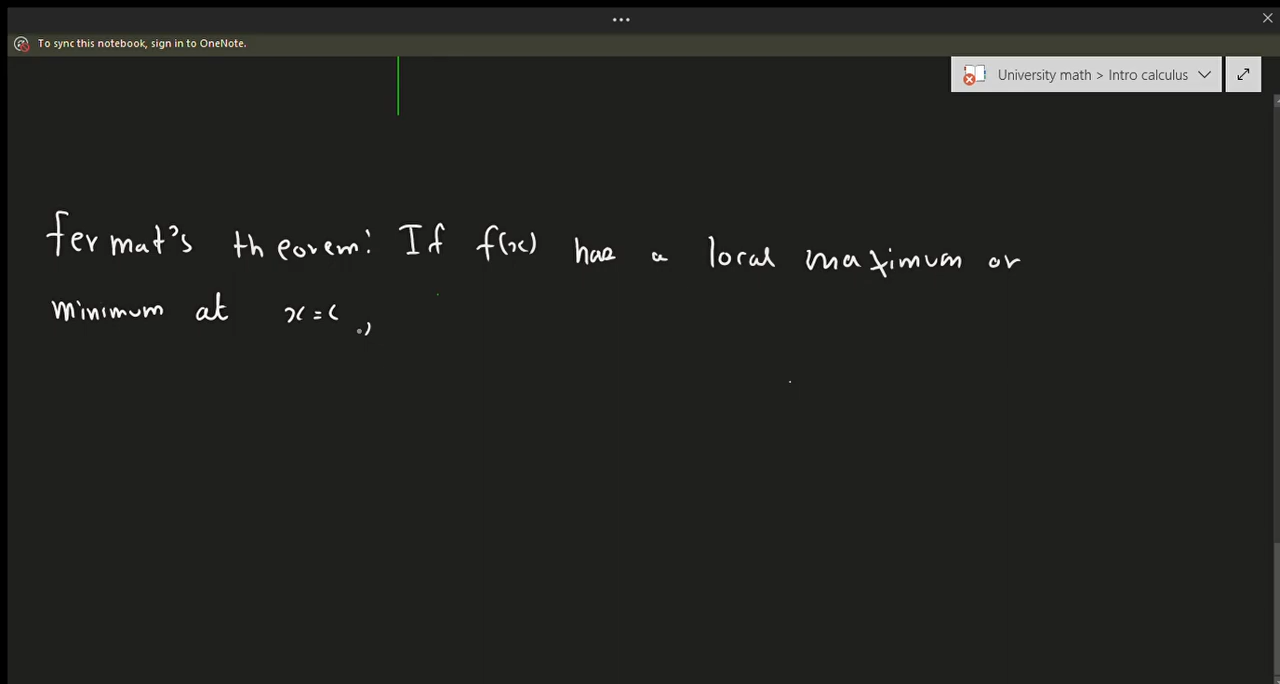 To sync this notebook, sign in to OneNote.
University math > Intro calculus
fermat's theorem: If f(x) has a local maximum or
minimum at x=c,